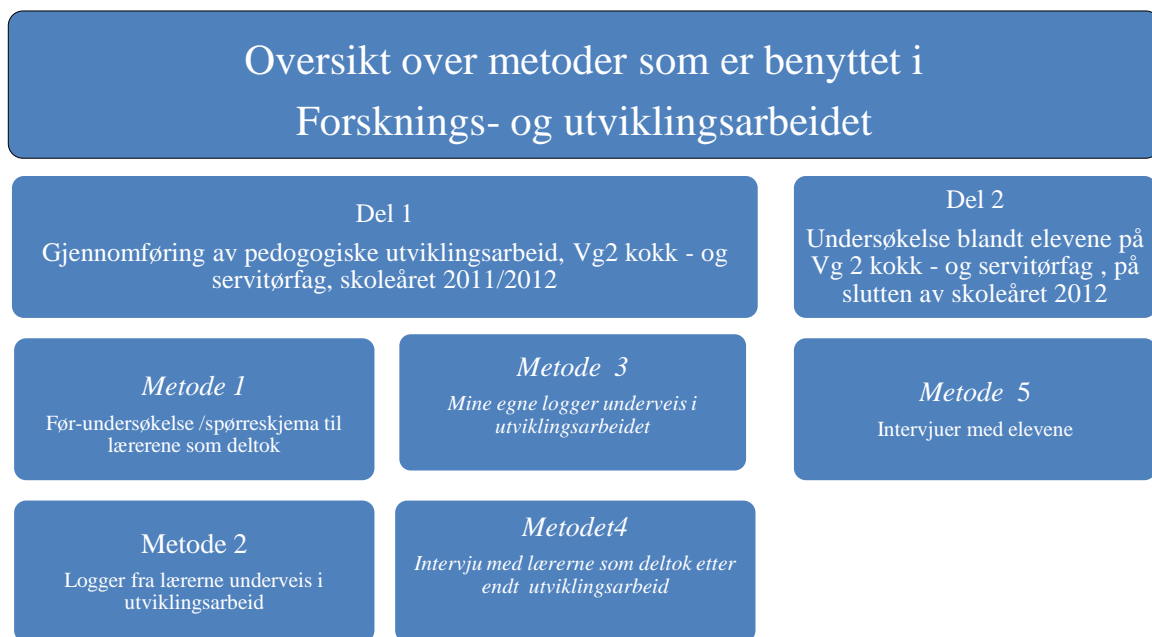 Oversikt over metoder som er benyttet i
Forsknings- og utviklingsarbeidet
Del 1
Gjennomføring av pedogogiske utviklingsarbeid, Vg2 kokk - og
servitørfag, skoleåret 2011/2012
Del 2
Undersøkelse blandt elevene på
Vg 2 kokk - og servitørfag , på
slutten av skoleåret 2012
Metode 1
Før-undersøkelse /spørreskjema til
lærerene som deltok
Metode 3
Mine egne logger underveis i
utviklingsarbeidet
Metode 5
Intervjuer med elevene
Metode 2
Logger fra lærerne underveis i
utviklingsarbeid
Metodet4
Intervju med lærerne som deltok etter
endt utviklingsarbeid